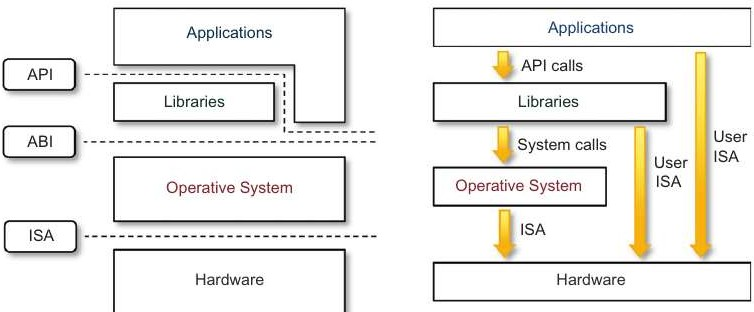 Applications
API
Libraries
ABI
Operative System
ISA
Hardware
Applications
API calls
Libraries
System calls
User
ISA
User
ISA
Operative System
ISA
Hardware